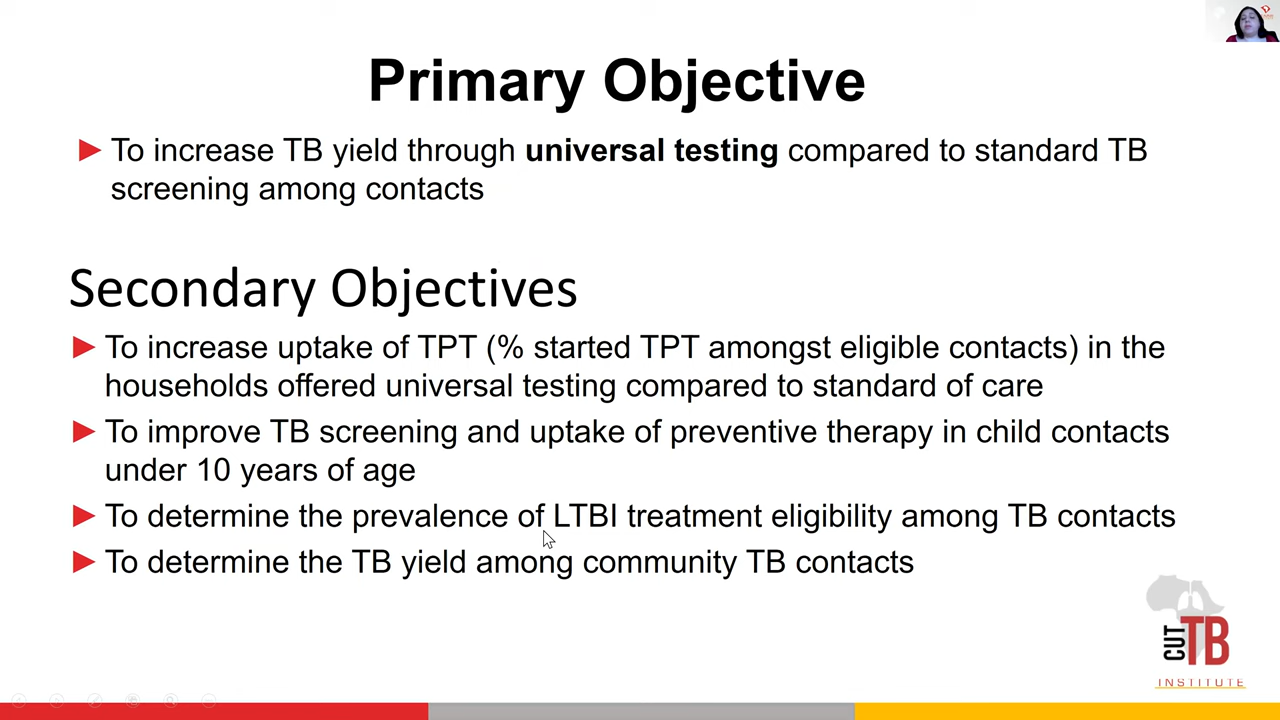 Primary Objective
To increase TB yield through universal testing compared to standard TB
screening among contacts
Secondary Objectives
To increase uptake of TPT (% started TPT amongst eligible contacts) in the
households offered universal testing compared to standard of care
To improve TB screening and uptake of preventive therapy in child contacts
under 10 years of age
To determine the prevalence of LTBI treatment eligibility among TB contacts
To determine the TB yield among community TB contacts
CUT TB
INSTITUTE